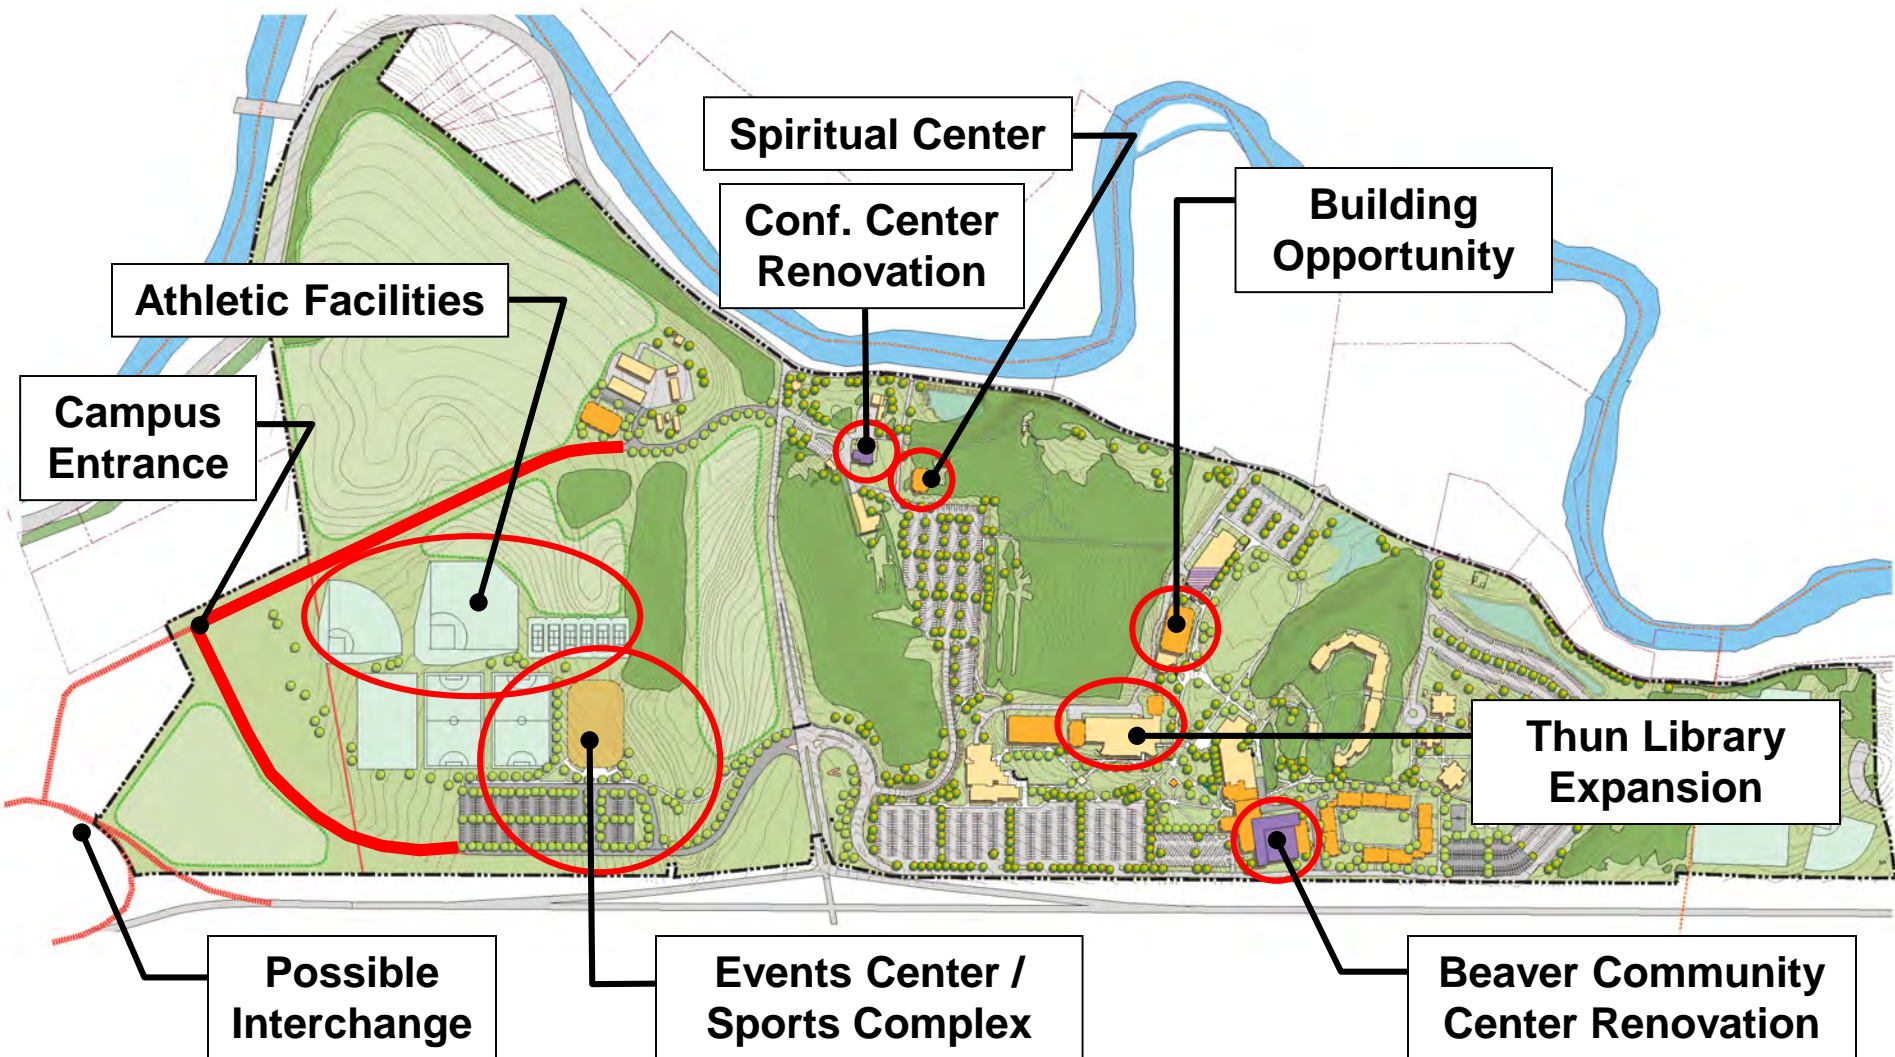 Spiritual Center
Conf. Center
Renovation
Building
Opportunity
Athletic Facilities
Campus
Entrance
Thun Library
Expansion
Possible
Interchange
Events Center /
Sports Complex
Beaver Community
Center Renovation